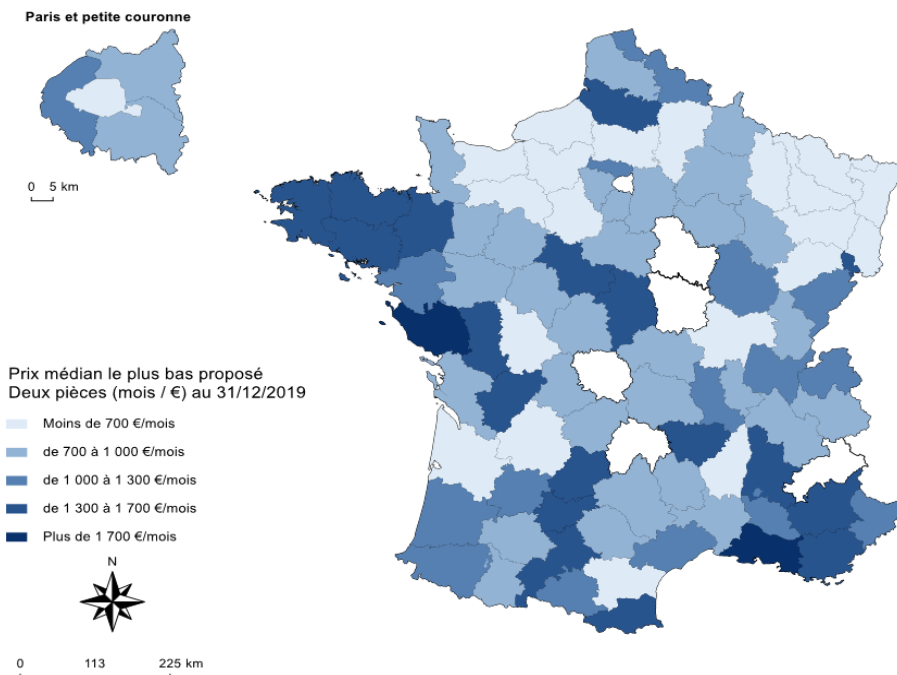 Paris et petite couronne
0 5 km
Prix médian le plus bas proposé
Deux pièces (mois / €) au 31/12/2019
Moins de 700 €/mois
de 700 à 1 000 €/mois
de 1 000 à 1 300 €/mois
de 1 300 à 1 700 €/mois
Plus de 1 700 €/mois
N
0 113 225 km